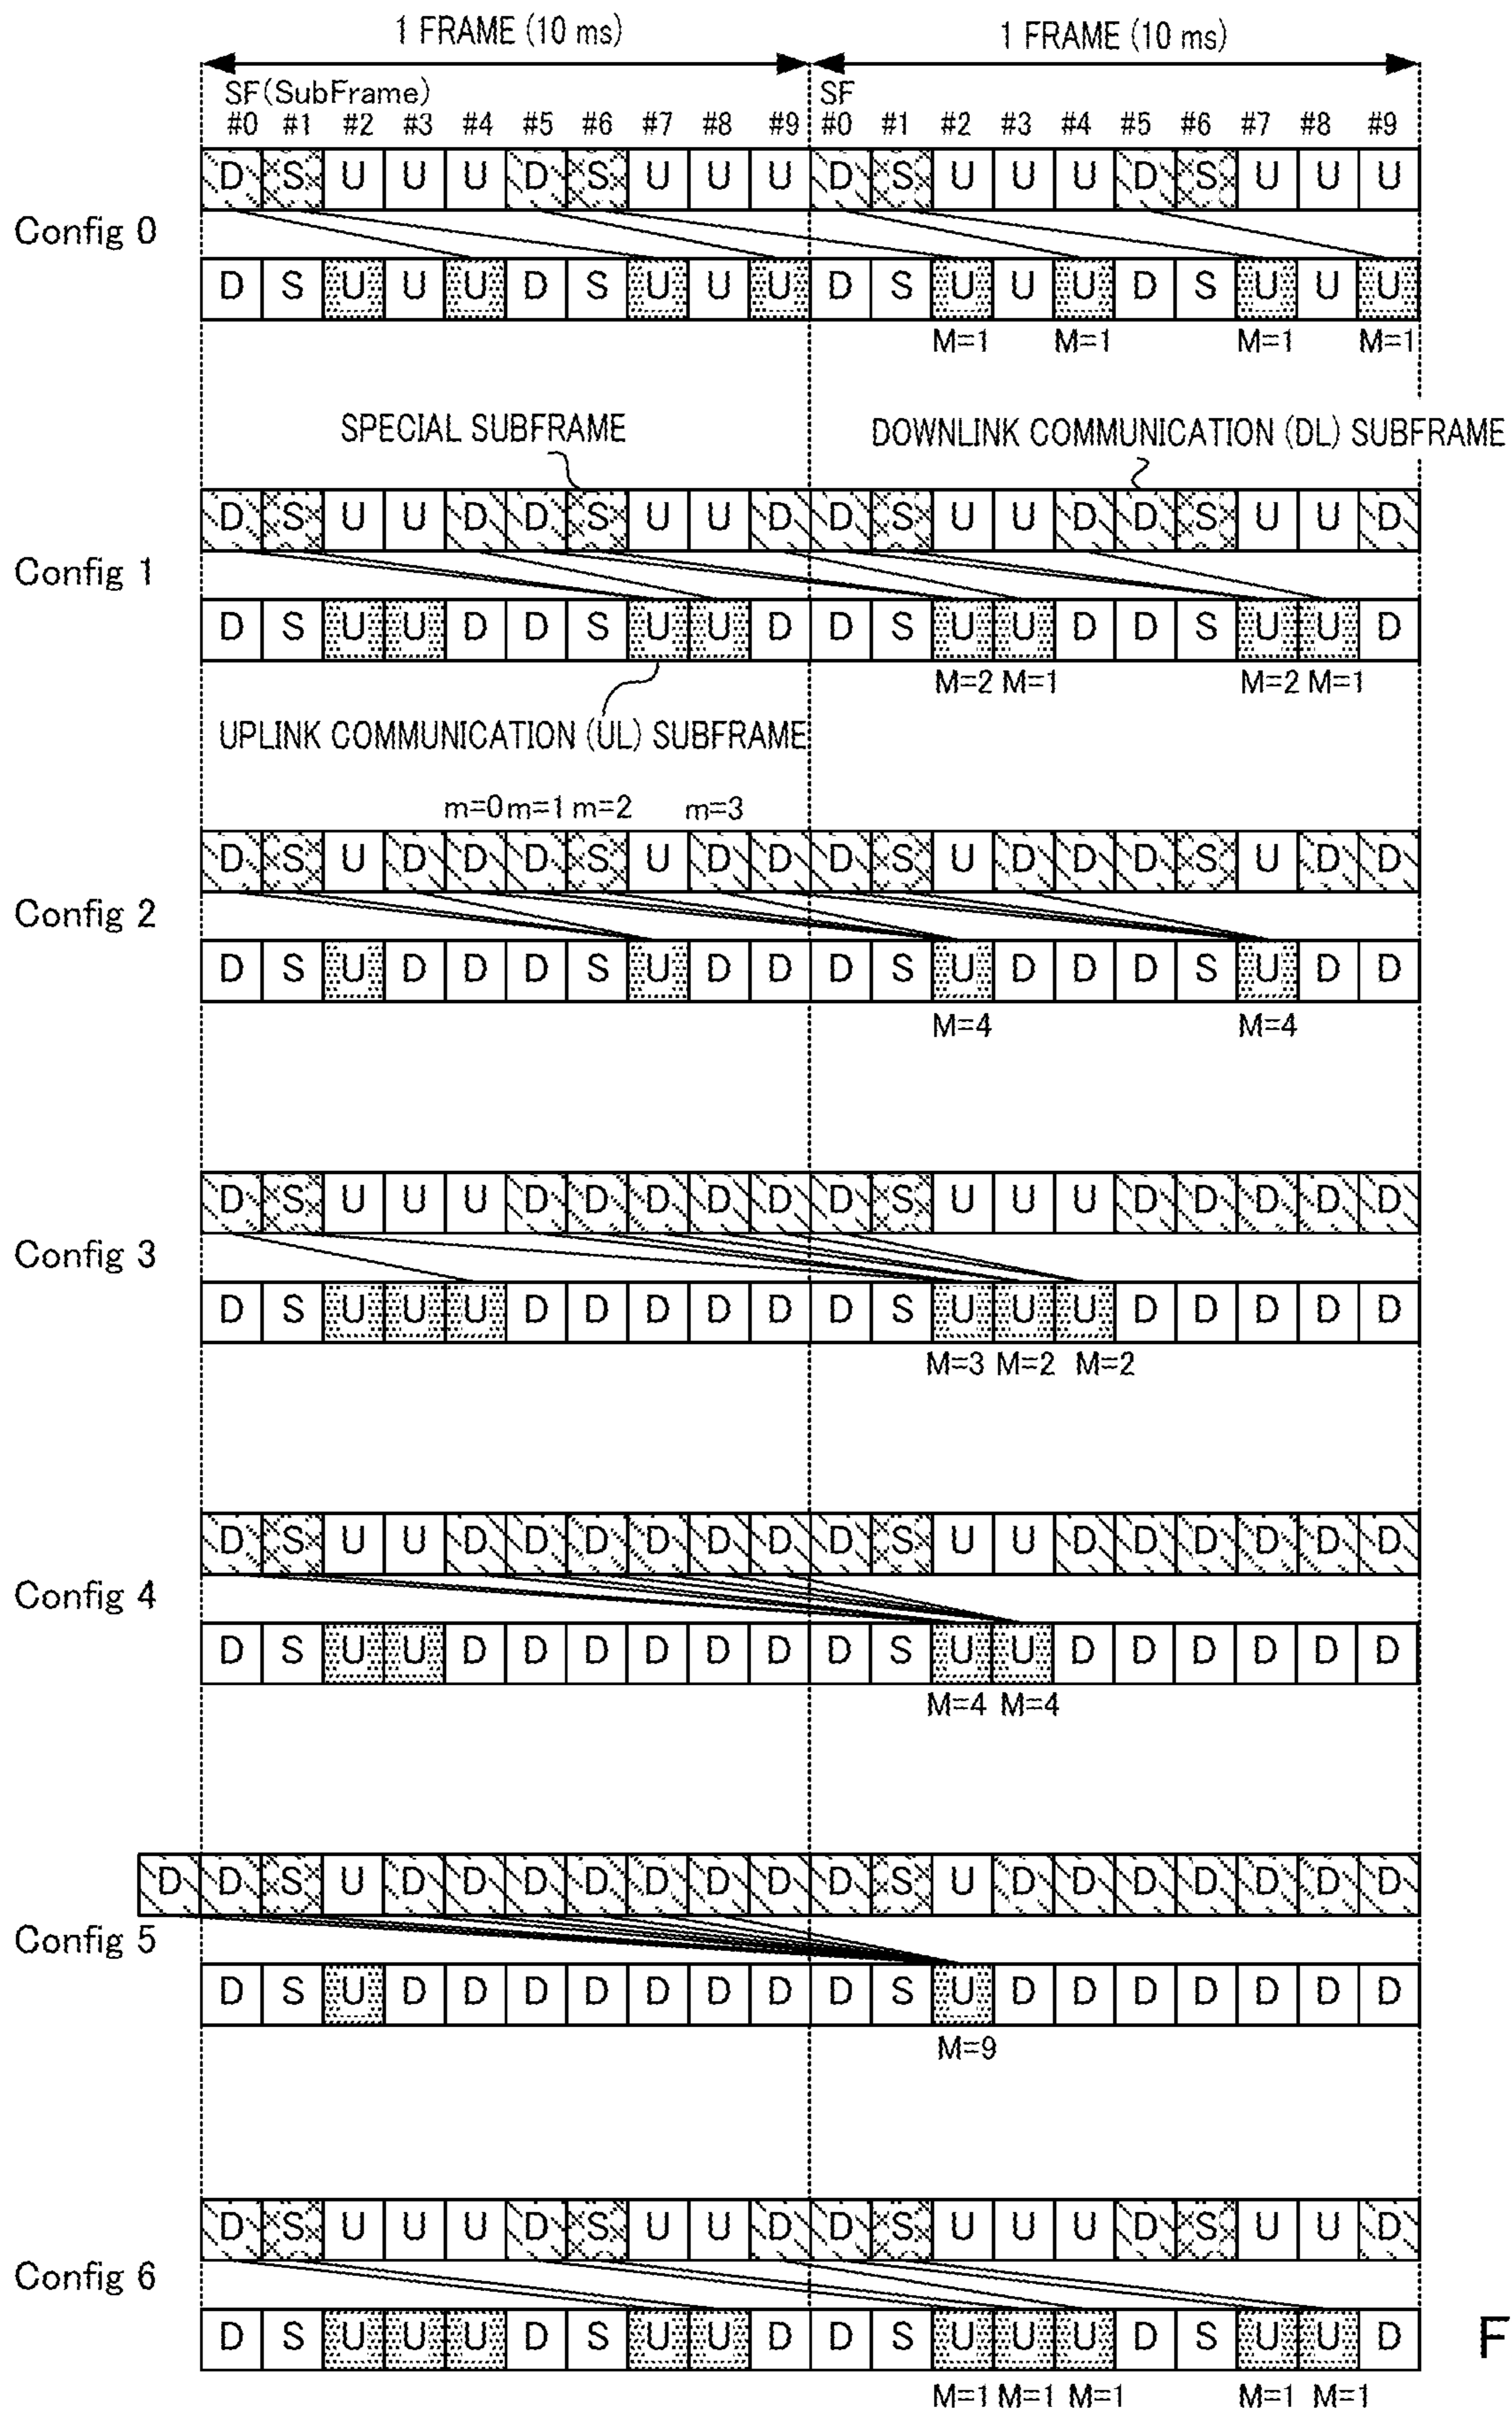 1 FRAME (10 ms) 1 FRAME (10 ms)
SF(SubFrame) SF
#0 #1 #2 #3 #4 #5 #6 #7 #8 #9 #0 #1 #2 #3 #4 #5 #6 #7 #8 #9
D S U U U D S U U U D S U U U D S U U U
Config 0
D S U U U D S U U U D S U U U D S U U U
M=1 M=1 M=1 M=1
SPECIAL SUBFRAME DOWNLINK COMMUNICATION (DL) SUBFRAME
D S U U D D S U U D D S U U D D S U U D
Config 1
D S U U D D S U U D D S U U D D S U U D
M=2 M=1 M=2 M=1
UPLINK COMMUNICATION (UL) SUBFRAME
m=0 m=1 m=2 m=3
D S U D D D S U D D D S U D D D S U D D
Config 2
D S U D D D S U D D D S U D D D S U D D
M=4 M=4
D S U U U D D D D D D S U U U D D D D D
Config 3
D S U U U D D D D D D S U U U D D D D D
M=3 M=2 M=2
D S U U D D D D D D D S U U D D D D D D
Config 4
D S U U D D D D D D D S U U D D D D D D
M=4 M=4
D D S U D D D D D D D D S U D D D D D D D
Config 5
D S U D D D D D D D D S U D D D D D D D
M=9
D S U U U D S U U D D S U U U D S U U D
Config 6
D S U U U D S U U D D S U U U D S U U D
F
M=1 M=1 M=1 M=1 M=1